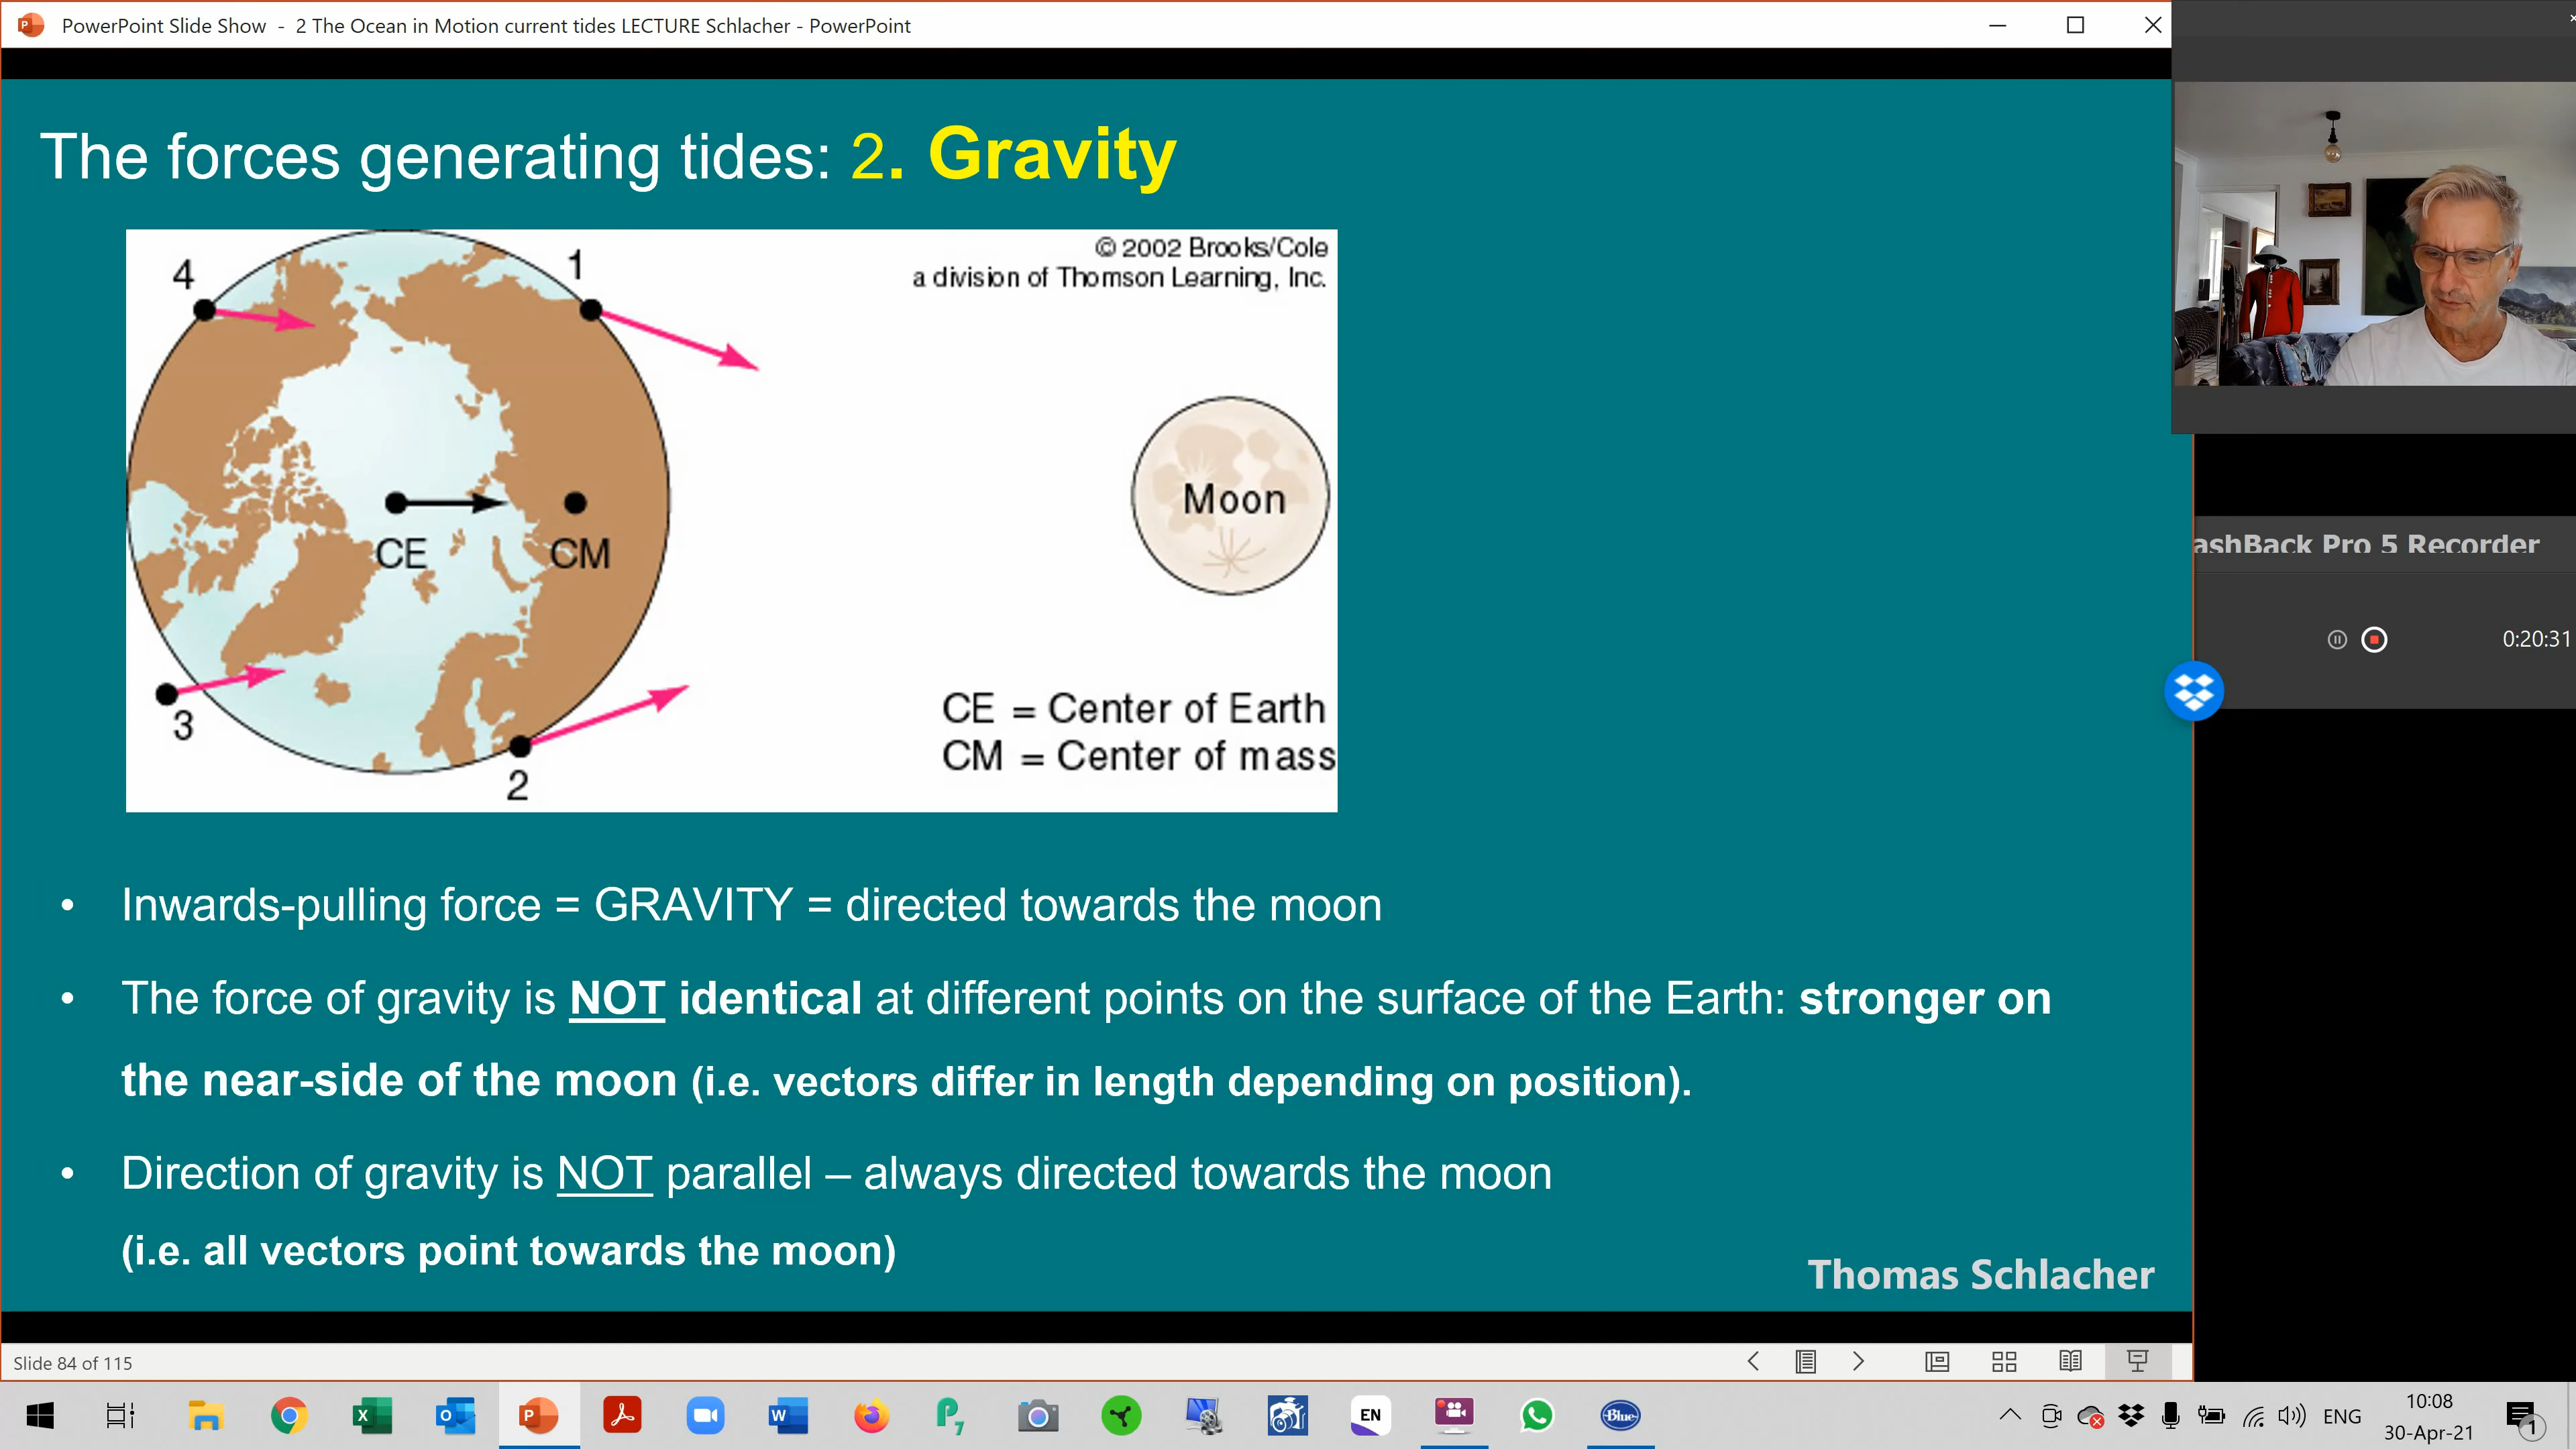 PowerPoint Slide Show - 2 The Ocean in Motion current tides LECTURE Schlacher - PowerPoint
The forces generating tides: 2. Gravity
© 2002 Brooks/Cole
a division of Thomson Learning, Inc.
4
1
Moon
CE
CM
3
2
CE = Center of Earth
CM = Center of mass
• Inwards-pulling force = GRAVITY = directed towards the moon
• The force of gravity is NOT identical at different points on the surface of the Earth: stronger on
the near-side of the moon (i.e. vectors differ in length depending on position).
• Direction of gravity is NOT parallel – always directed towards the moon
(i.e. all vectors point towards the moon)
Thomas Schlacher
ashBack Pro 5 Recorder
0:20:31
Slide 84 of 115
EN
Blue
ENG
10:08
30-Apr-21
1